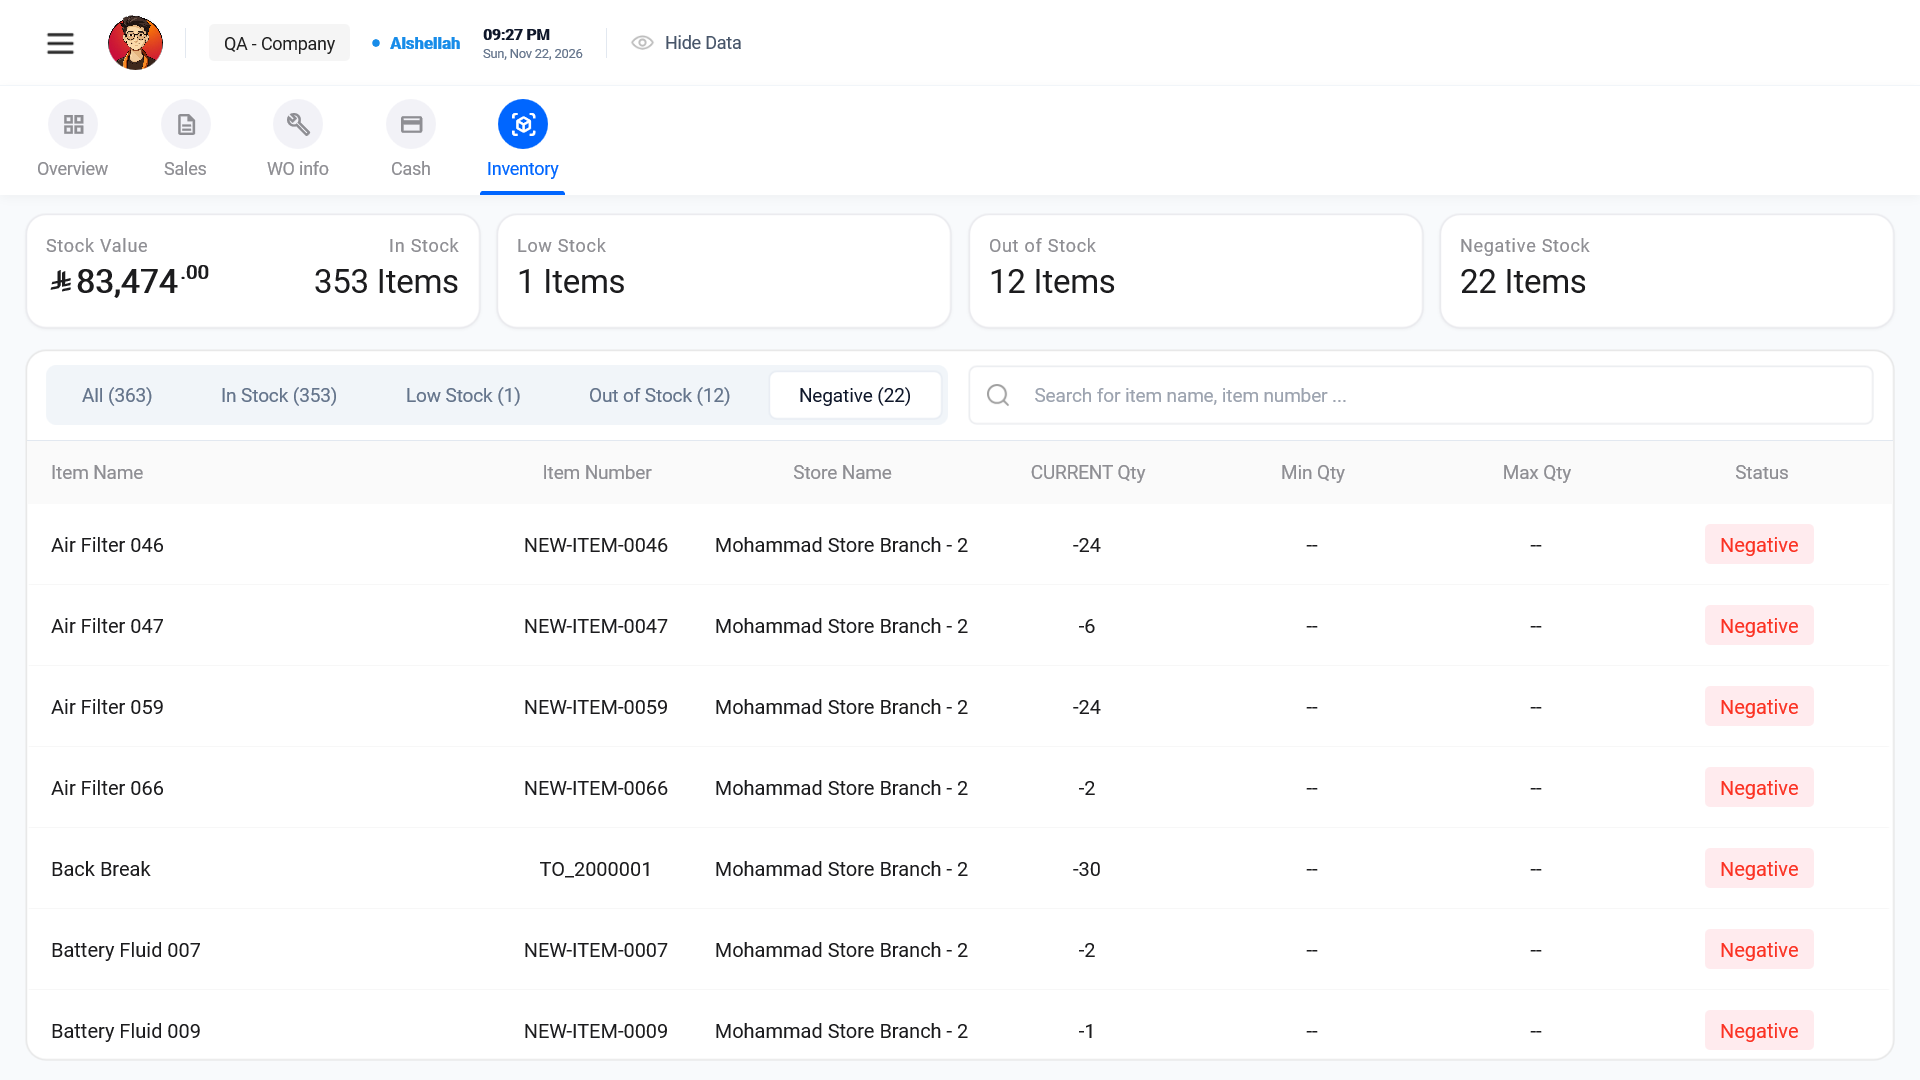 QA - Company
Alshellah
09:27 PM
Sun, Nov 22, 2026
Hide Data
Overview
Sales
WO info
Cash
Inventory
Stock Value
In Stock
83,474.00
353 Items
Low Stock
1 Items
Out of Stock
12 Items
Negative Stock
22 Items
All (363)
In Stock (353)
Low Stock (1)
Out of Stock (12)
Negative (22)
Search for item name, item number ...
Item Name Item Number Store Name CURRENT Qty Min Qty Max Qty Status
Air Filter 046 NEW-ITEM-0046 Mohammad Store Branch - 2 -24 -- -- Negative
Air Filter 047 NEW-ITEM-0047 Mohammad Store Branch - 2 -6 -- -- Negative
Air Filter 059 NEW-ITEM-0059 Mohammad Store Branch - 2 -24 -- -- Negative
Air Filter 066 NEW-ITEM-0066 Mohammad Store Branch - 2 -2 -- -- Negative
Back Break TO_2000001 Mohammad Store Branch - 2 -30 -- -- Negative
Battery Fluid 007 NEW-ITEM-0007 Mohammad Store Branch - 2 -2 -- -- Negative
Battery Fluid 009 NEW-ITEM-0009 Mohammad Store Branch - 2 -1 -- -- Negative